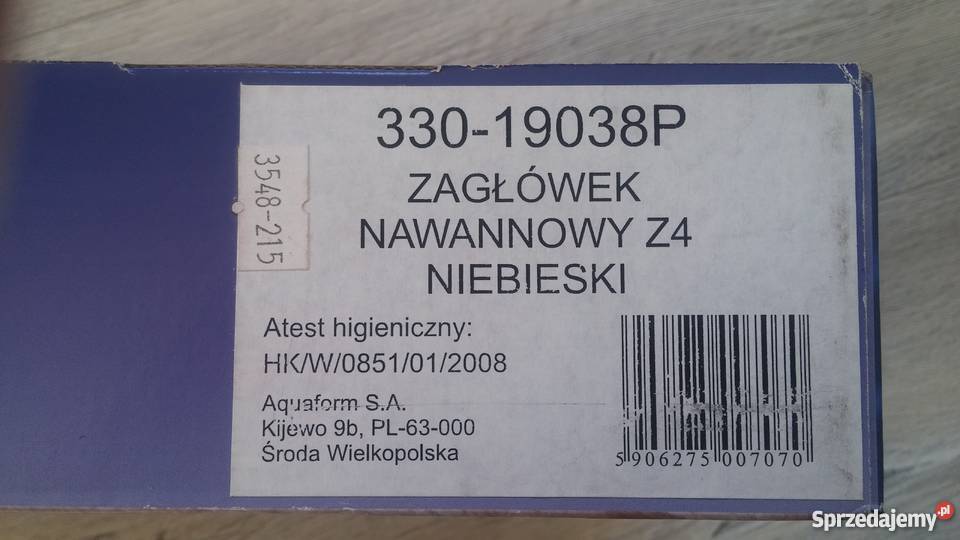 330-19038P
ZAGŁÓWEK
NAWANNOWY Z4
NIEBIESKI
3548-215
Atest higieniczny:
HK/W/0851/01/2008
Aquaform S.A.
Kijewo 9b, PL-63-000
Środa Wielkopolska
5 906275 007070
Sprzedajemy.pl